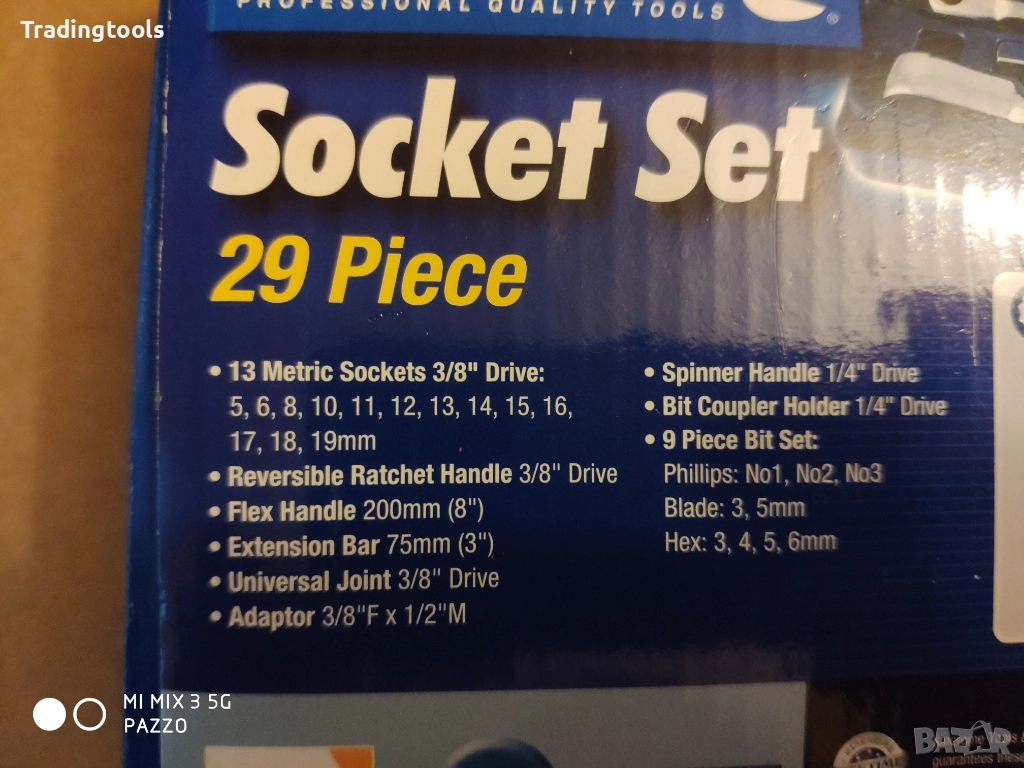 PROFESSIONAL QUALITY TOOLS
®
Tradingtools
Socket Set
29 Piece
• 13 Metric Sockets 3/8" Drive:
5, 6, 8, 10, 11, 12, 13, 14, 15, 16,
17, 18, 19mm
• Reversible Ratchet Handle 3/8" Drive
• Flex Handle 200mm (8")
• Extension Bar 75mm (3")
• Universal Joint 3/8" Drive
• Adaptor 3/8"F x 1/2"M
• Spinner Handle 1/4" Drive
• Bit Coupler Holder 1/4" Drive
• 9 Piece Bit Set:
Phillips: No1, No2, No3
Blade: 3, 5mm
Hex: 3, 4, 5, 6mm
MI MIX 3 5G
PAZZO
BAZAR
Tools &
guarantees these